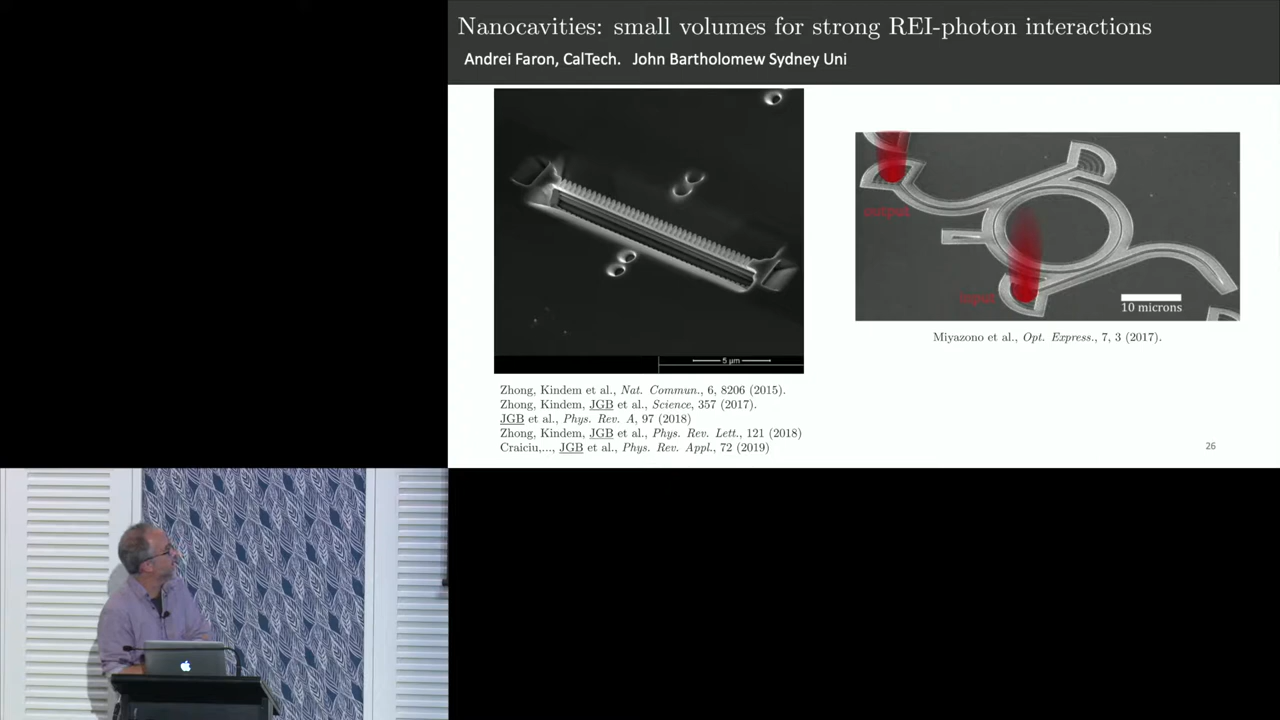 Nanocavities: small volumes for strong REI-photon interactions
Andrei Faron, CalTech. John Bartholomew Sydney Uni
output
input
10 microns
5 µm
Miyazono et al., Opt. Express., 7, 3 (2017).
Zhong, Kindem et al., Nat. Commun., 6, 8206 (2015).
Zhong, Kindem, JGB et al., Science, 357 (2017).
JGB et al., Phys. Rev. A, 97 (2018)
Zhong, Kindem, JGB et al., Phys. Rev. Lett., 121 (2018)
Craiciu,..., JGB et al., Phys. Rev. Appl., 72 (2019)
26